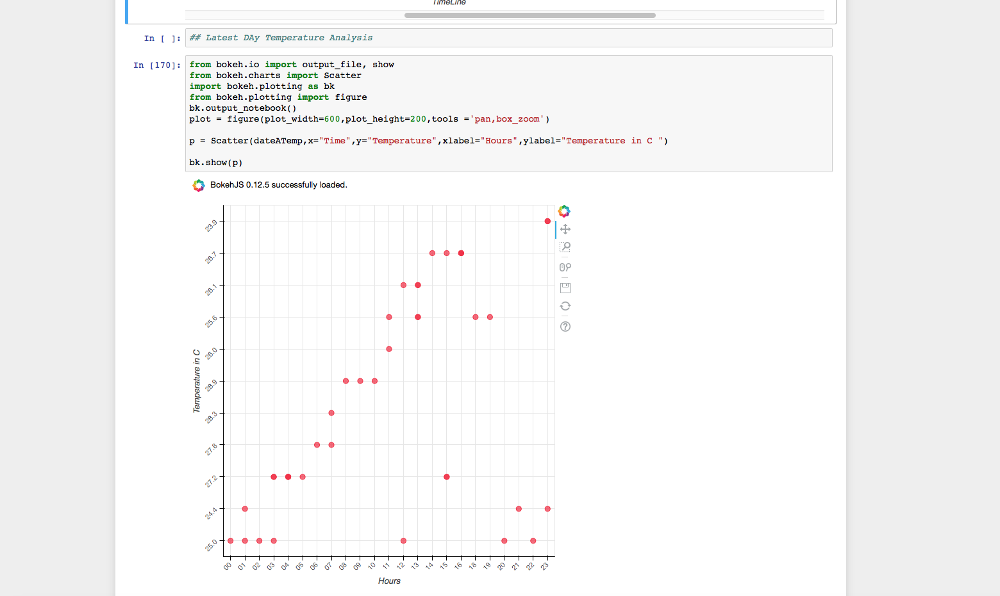 TimeLine
In [ ]:
## Latest DAy Temperature Analysis
In [170]:
from bokeh.io import output_file, show
from bokeh.charts import Scatter
import bokeh.plotting as bk
from bokeh.plotting import figure
bk.output_notebook()
plot = figure(plot_width=600,plot_height=200,tools ='pan,box_zoom')
p = Scatter(dateATemp,x="Time",y="Temperature",xlabel="Hours",ylabel="Temperature in C ")
bk.show(p)
BokehJS 0.12.5 successfully loaded.
23.9
26.7
26.1
25.6
26.0
28.9
28.3
27.8
27.2
24.4
25.0
Temperature in C
00 01 02 03 04 05 06 07 08 09 10 11 12 13 14 15 16 18 19 20 21 22 23
Hours